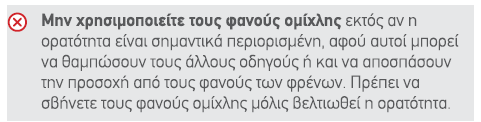 Μην χρησιμοποιείτε τους φανούς ομίχλης εκτός αν η
ορατότητα είναι σημαντικά περιορισμένη, αφού αυτοί μπορεί
να θαμπώσουν τους άλλους οδηγούς ή και να αποσπάσουν
την προσοχή από τους φανούς των φρένων. Πρέπει να
σβήνετε τους φανούς ομίχλης μόλις βελτιωθεί η ορατότητα.